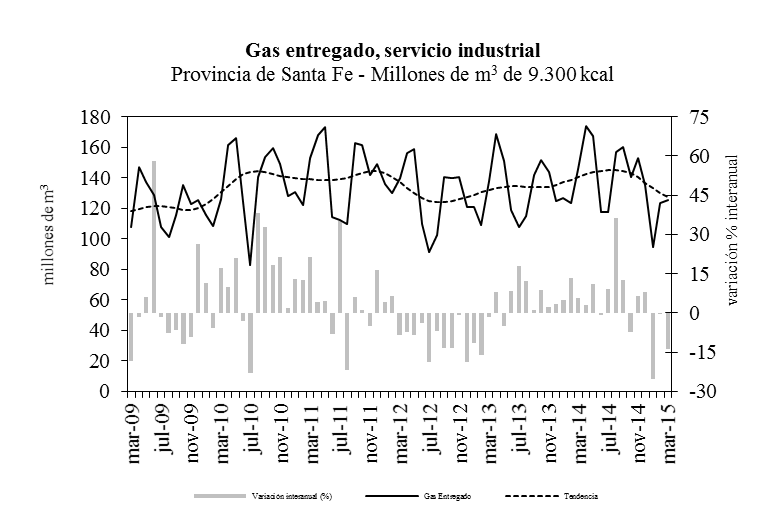 Gas entregado, servicio industrial
Provincia de Santa Fe - Millones de m³ de 9.300 kcal
millones de m³
180
160
140
120
100
80
60
40
20
0
75
60
45
30
15
0
-15
-30
variación % interanual
mar-09
jul-09
nov-09
mar-10
jul-10
nov-10
mar-11
jul-11
nov-11
mar-12
jul-12
nov-12
mar-13
jul-13
nov-13
mar-14
jul-14
nov-14
mar-15
Variación interanual (%)
Gas Entregado
Tendencia